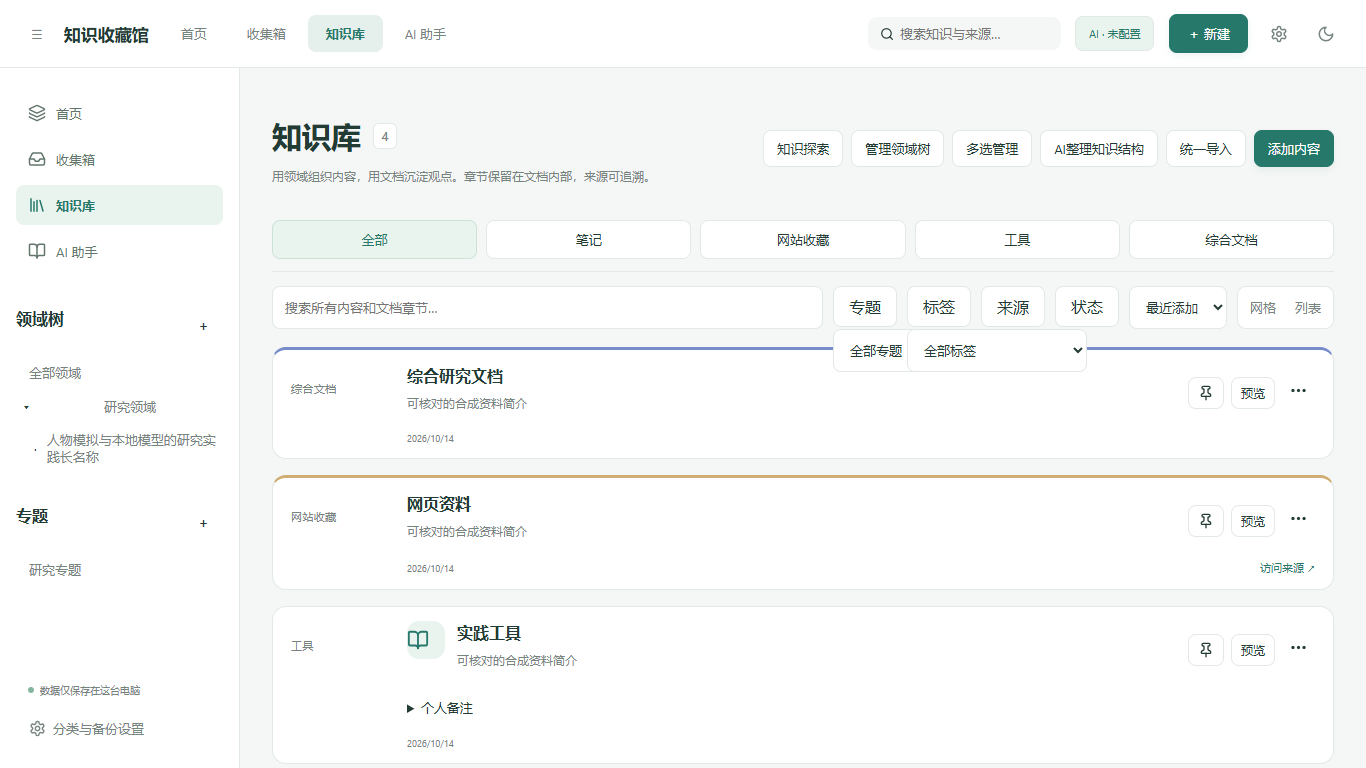 ☰ 知识收藏馆 首页 收集箱 知识库 AI 助手 搜索知识与来源... AI · 未配置 + 新建
首页
收集箱
知识库
AI 助手
领域树 +
全部领域
研究领域
人物模拟与本地模型的研究实
践长名称
专题 +
研究专题
数据仅保存在这台电脑
分类与备份设置
知识库 4
用领域组织内容，用文档沉淀观点。章节保留在文档内部，来源可追溯。
知识探索 管理领域树 多选管理 AI整理知识结构 统一导入 添加内容
全部 笔记 网站收藏 工具 综合文档
搜索所有内容和文档章节... 专题 标签 来源 状态 最近添加 网格 列表
全部专题 全部标签
综合文档 综合研究文档
可核对的合成资料简介
预览 •••
2026/10/14
网站收藏 网页资料
可核对的合成资料简介
预览 •••
2026/10/14
访问来源 ↗
工具 实践工具
可核对的合成资料简介
预览 •••
▶ 个人备注
2026/10/14